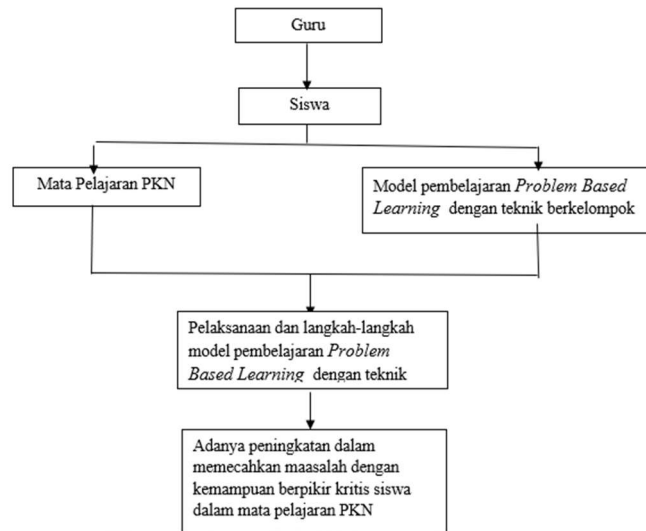 Guru
Siswa
Mata Pelajaran PKN
Model pembelajaran Problem Based
Learning dengan teknik berkelompok
Pelaksanaan dan langkah-langkah
model pembelajaran Problem
Based Learning dengan teknik
Adanya peningkatan dalam
memecahkan maasalah dengan
kemampuan berpikir kritis siswa
dalam mata pelajaran PKN